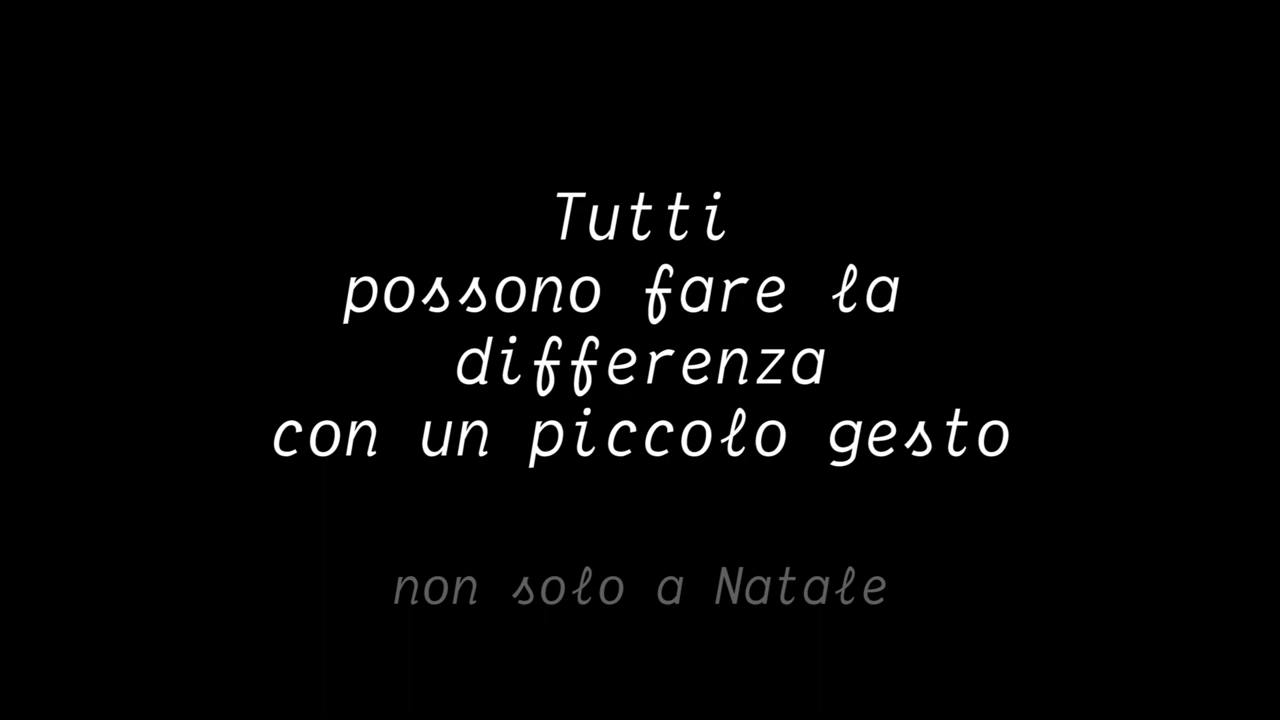 Tutti
possono fare la
differenza
con un piccolo gesto
non solo a Natale